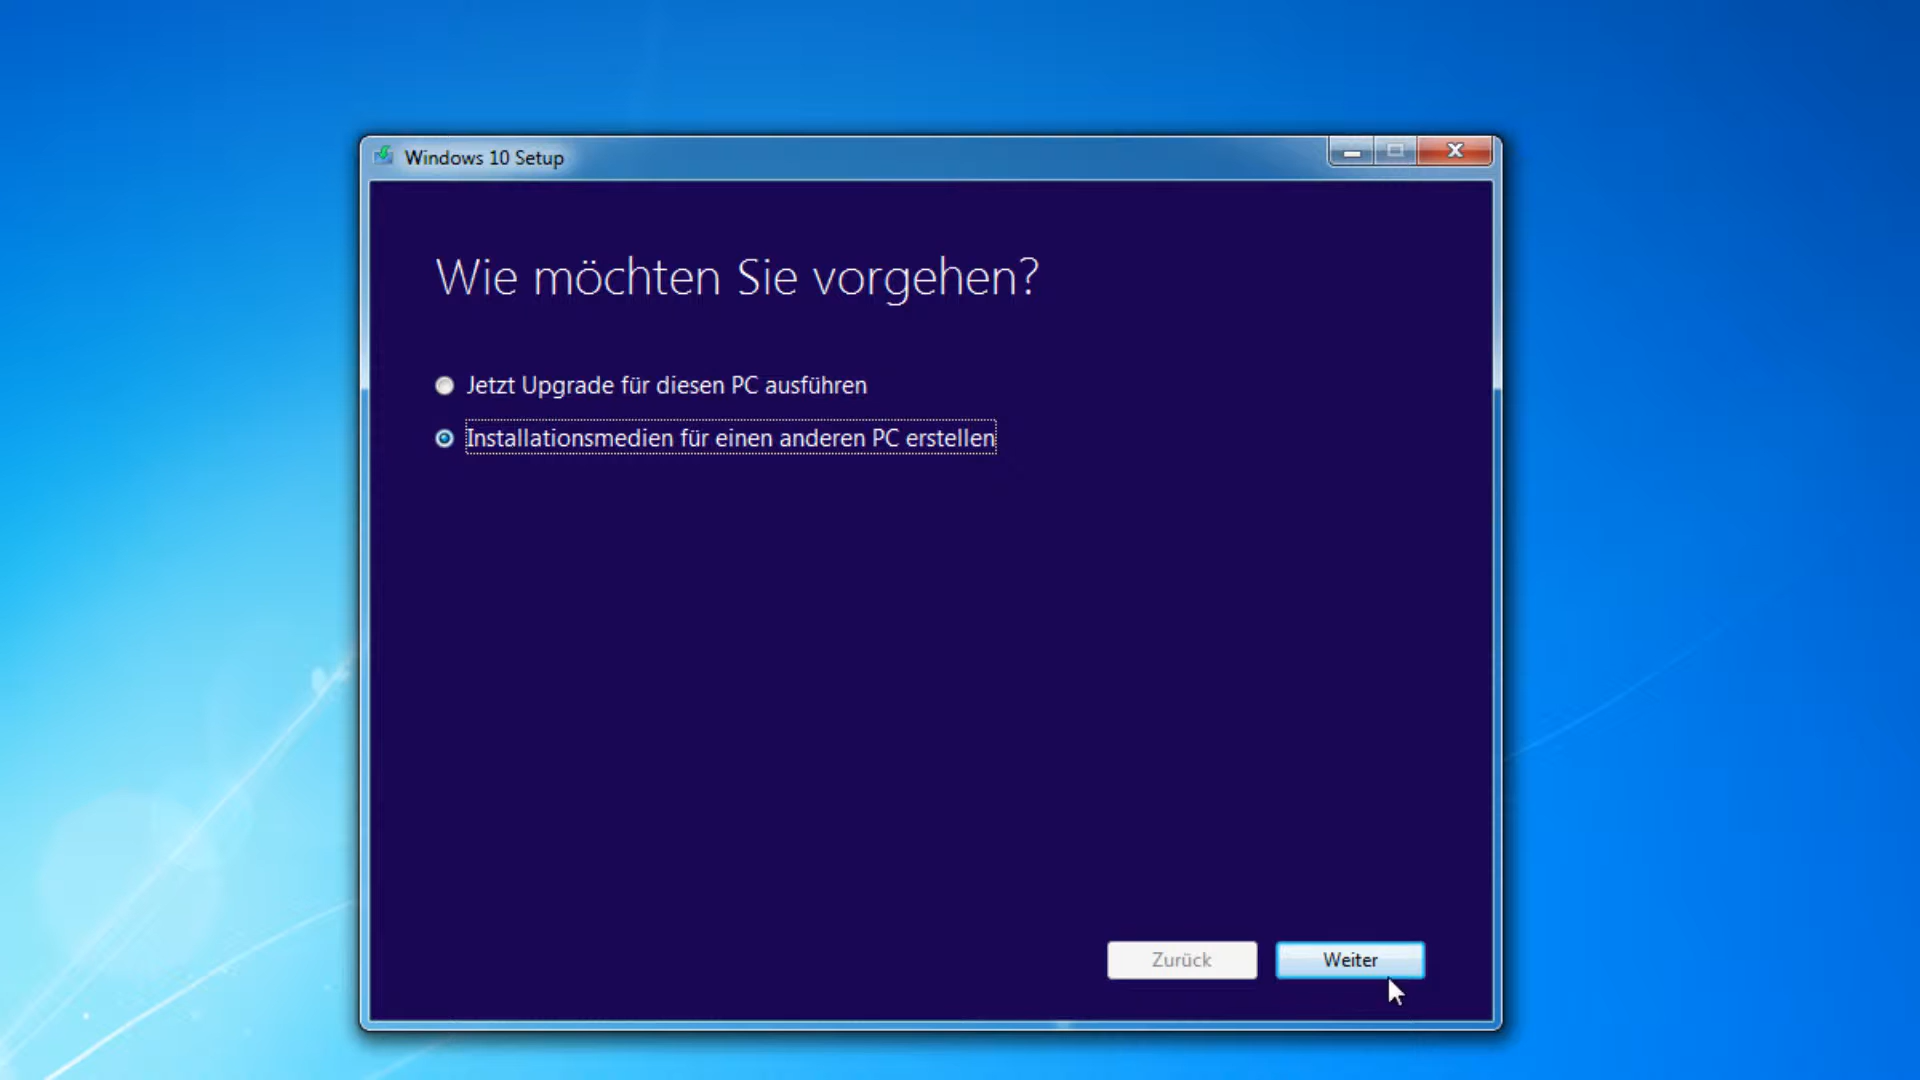 Windows 10 Setup
Wie möchten Sie vorgehen?
Jetzt Upgrade für diesen PC ausführen
Installationsmedien für einen anderen PC erstellen
Zurück
Weiter